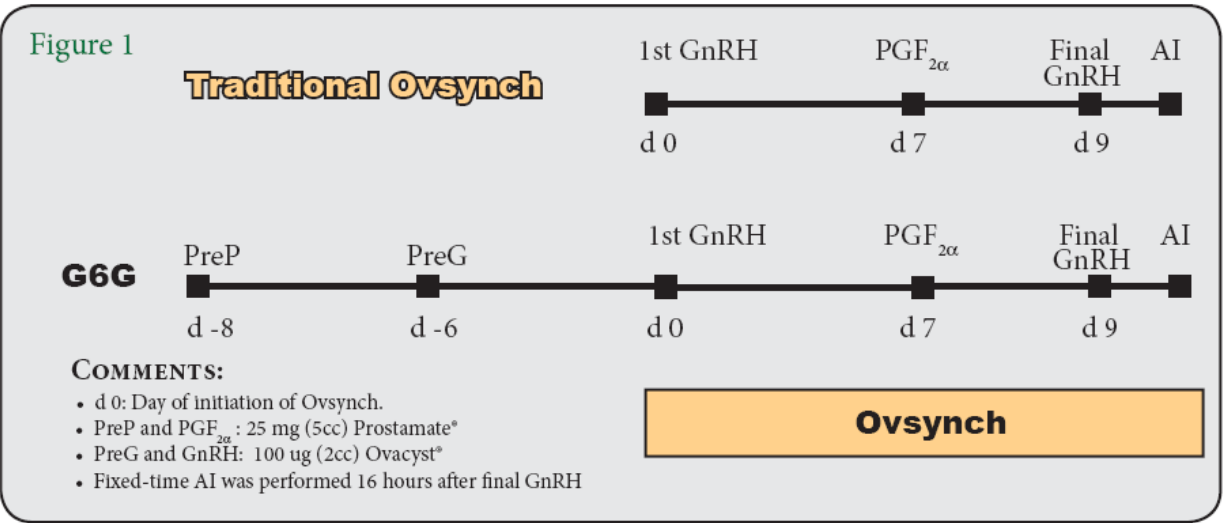 Figure 1
Traditional Ovsynch
1st GnRH PGF2α Final GnRH AI
d 0 d 7 d 9
G6G
PreP PreG 1st GnRH PGF2α Final GnRH AI
d -8 d -6 d 0 d 7 d 9
COMMENTS:
• d 0: Day of initiation of Ovsynch.
• PreP and PGF2α : 25 mg (5cc) Prostamate®
• PreG and GnRH: 100 ug (2cc) Ovacyst®
• Fixed-time AI was performed 16 hours after final GnRH
Ovsynch